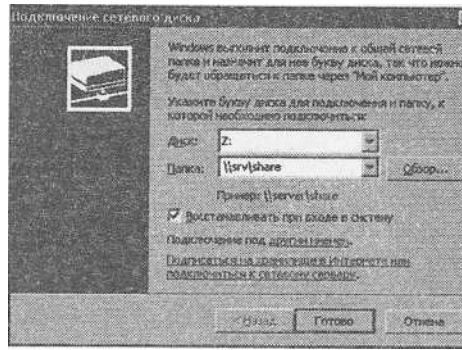 Подключение сетевого диска
Windows выполнит подключение к общей сетевой
папке и назначит для нее букву диска, так что можно
будет обращаться к папке через "Мой компьютер".
Укажите букву диска для подключения и папку, к
которой необходимо подключиться:
Диск: Z:
Папка: \\srv\share Обзор...
Пример: \\server\share
Восстанавливать при входе в систему
Подключение под другим именем.
Подписаться на хранилище в Интернете или
подключиться к сетевому серверу.
< Назад Готово Отмена